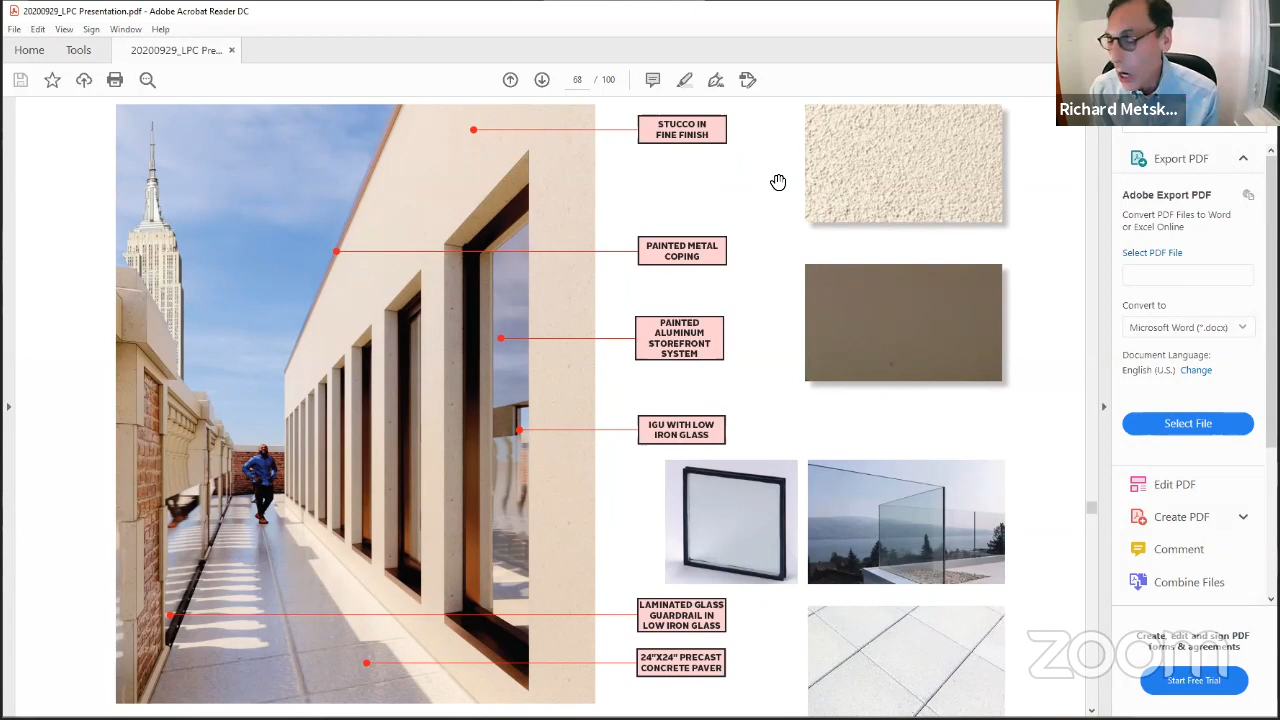 20200929_LPC Presentation.pdf - Adobe Acrobat Reader DC
File Edit View Sign Window Help
Home Tools 20200929_LPC Pre... ×
68 / 100
Richard Metsk...
STUCCO IN
FINE FINISH
PAINTED METAL
COPING
PAINTED
ALUMINUM
STOREFRONT
SYSTEM
IGU WITH LOW
IRON GLASS
LAMINATED GLASS
GUARDRAIL IN
LOW IRON GLASS
24"X24" PRECAST
CONCRETE PAVER
Export PDF
Adobe Export PDF
Convert PDF Files to Word
or Excel Online
Select PDF File
Convert to
Microsoft Word (*.docx)
Document Language:
English (U.S.) Change
Select File
Edit PDF
Create PDF
Comment
Combine Files
Create, edit and sign PDF
forms & agreements
Start Free Trial
zoom